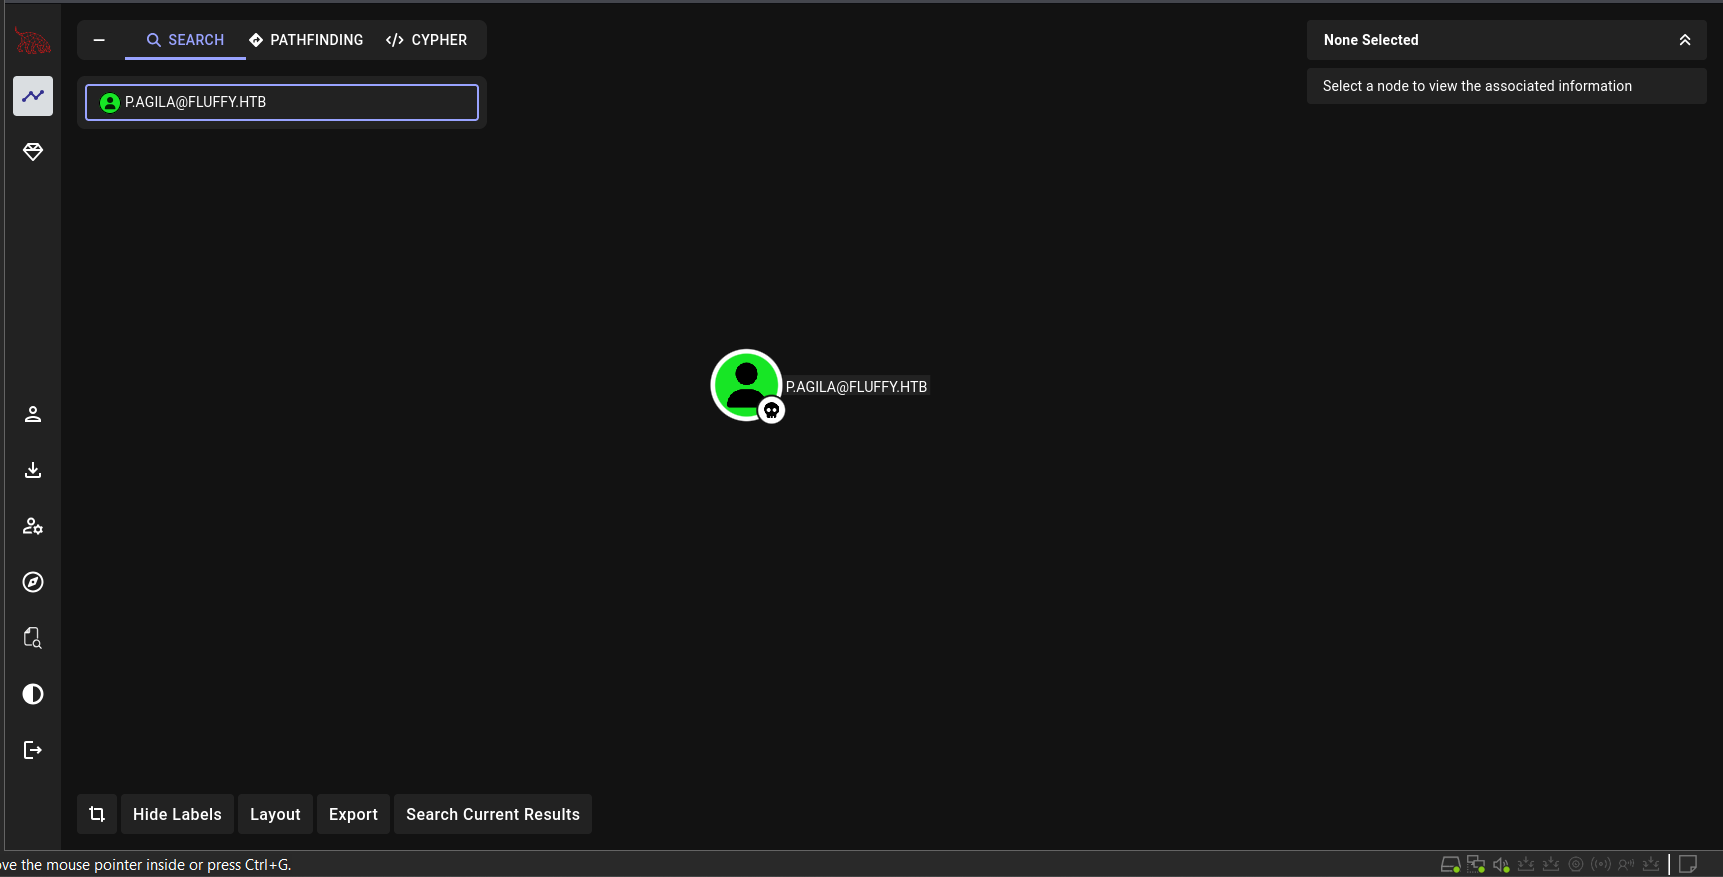 SEARCH
PATHFINDING
</> CYPHER
P.AGILA@FLUFFY.HTB
None Selected
Select a node to view the associated information
P.AGILA@FLUFFY.HTB
Hide Labels
Layout
Export
Search Current Results
ove the mouse pointer inside or press Ctrl+G.